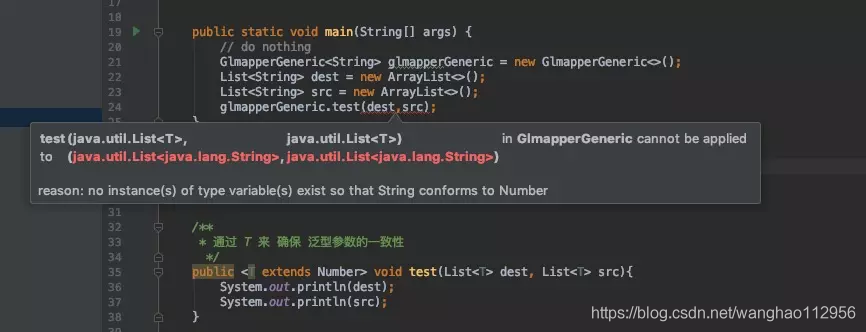 17
18
19 public static void main(String[] args) {
20 // do nothing
21 GlmapperGeneric<String> glmapperGeneric = new GlmapperGeneric<>();
22 List<String> dest = new ArrayList<>();
23 List<String> src = new ArrayList<>();
24 glmapperGeneric.test(dest,src);
}
test(java.util.List<T>, java.util.List<T>) in GlmapperGeneric cannot be applied
to (java.util.List<java.lang.String>,java.util.List<java.lang.String>)
reason: no instance(s) of type variable(s) exist so that String conforms to Number
31
32 /**
33 * 通过 T 来 确保 泛型参数的一致性
34 */
35 public <T extends Number> void test(List<T> dest, List<T> src){
36 System.out.println(dest);
37 System.out.println(src);
38 }
https://blog.csdn.net/wanghao112956